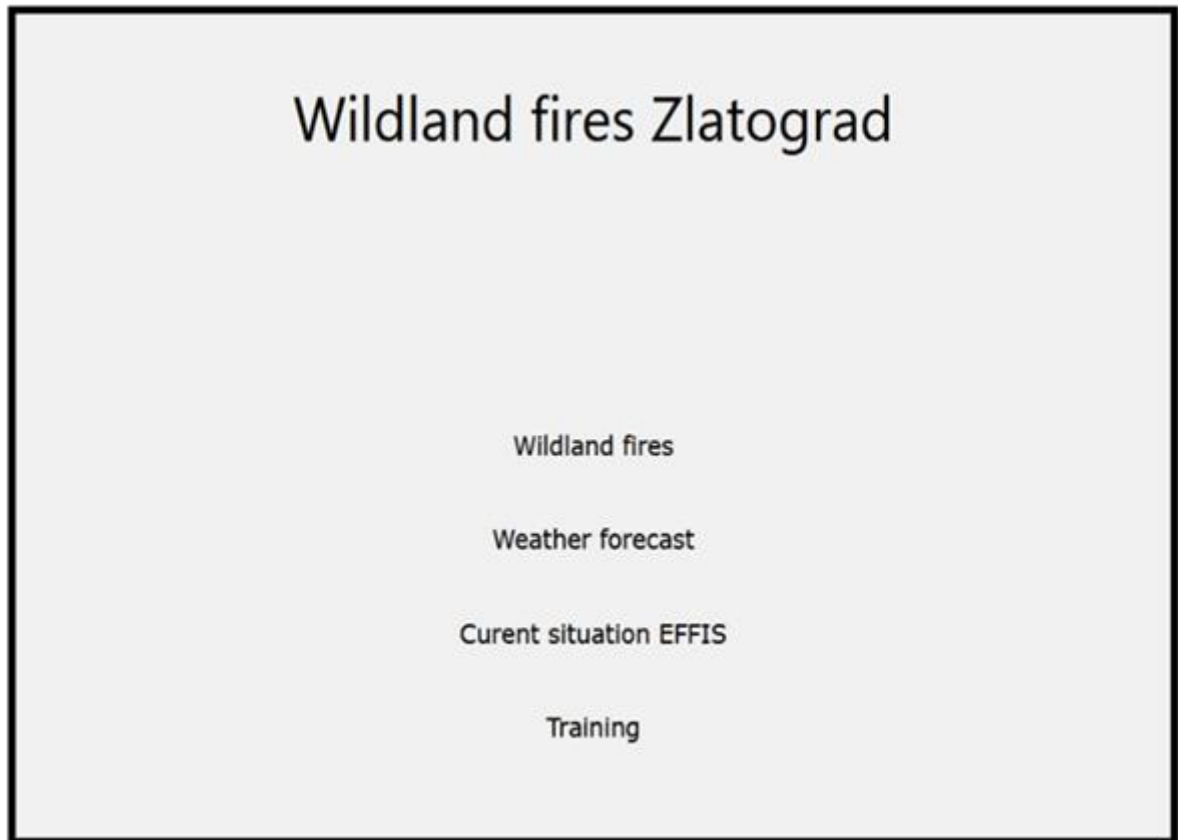 Wildland fires Zlatograd
Wildland fires
Weather forecast
Curent situation EFFIS
Training